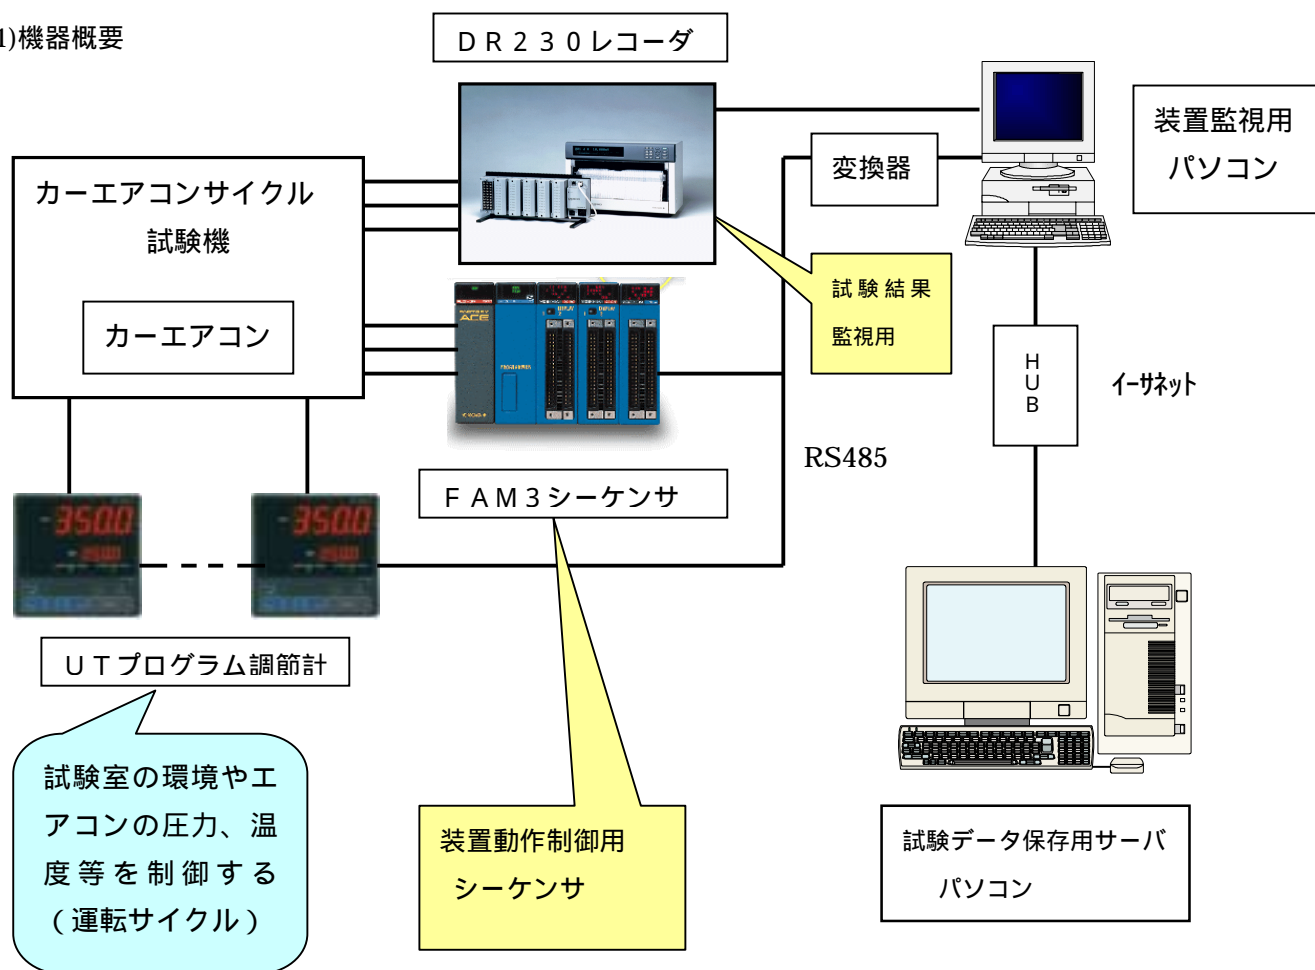 1)機器概要
DR230レコーダ
装置監視用
パソコン
変換器
カーエアコンサイクル
試験機
カーエアコン
試験結果
監視用
ACE
HUB
イーサネット
RS485
FAM3シーケンサ
3500
3500
UTプログラム調節計
試験室の環境やエ
アコンの圧力、温
度等を制御する
(運転サイクル)
装置動作制御用
シーケンサ
試験データ保存用サーバ
パソコン